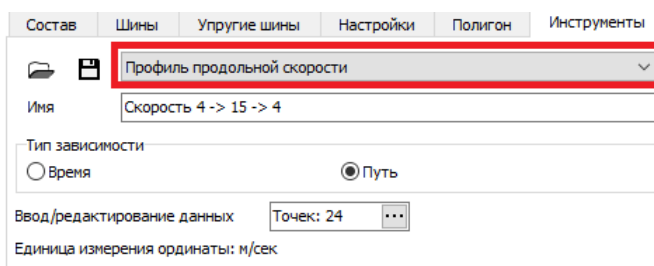 Состав Шины Упругие шины Настройки Полигон Инструменты
Профиль продольной скорости
Имя Скорость 4 -> 15 -> 4
Тип зависимости
Время Путь
Ввод/редактирование данных Точек: 24 ...
Единица измерения ординаты: м/сек